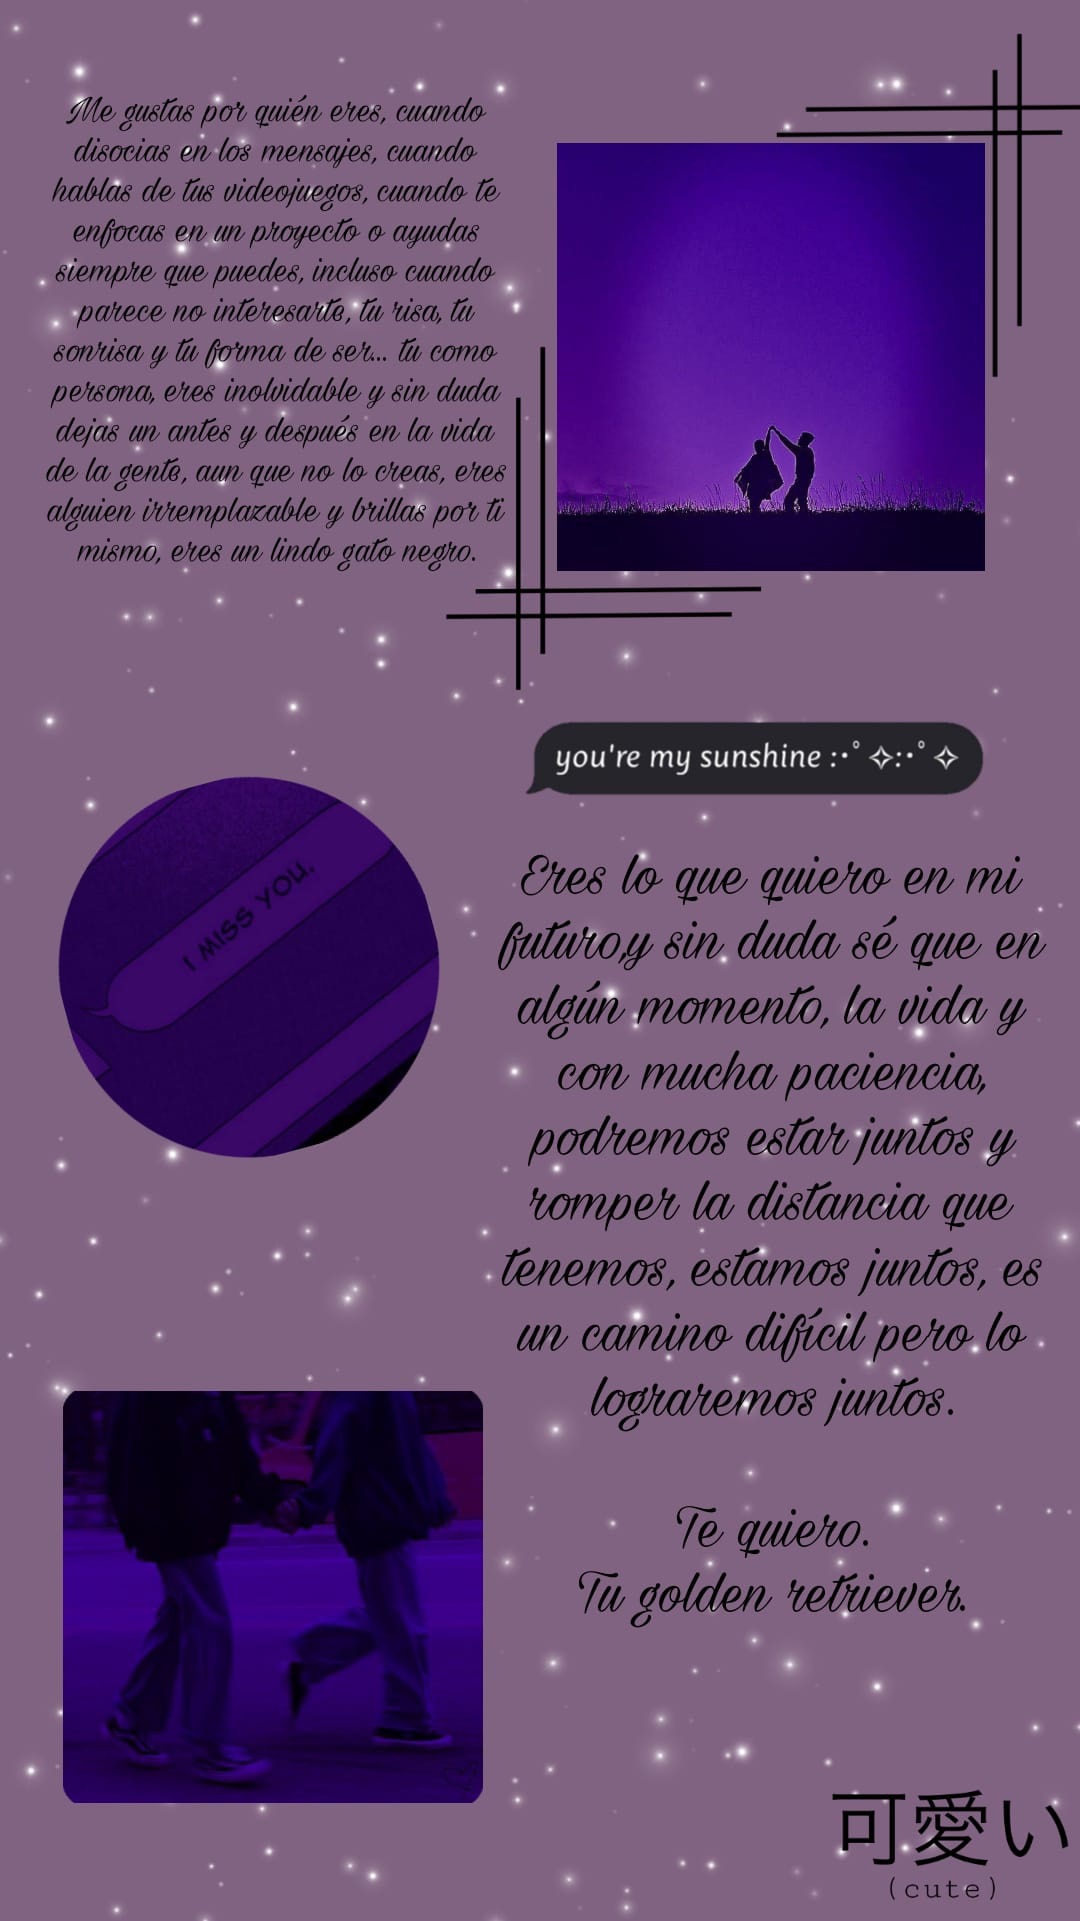 Me gustas por quién eres, cuando
disocias en los mensajes, cuando
hablas de tus videojuegos, cuando te
enfocas en un proyecto o ayudas
siempre que puedes, incluso cuando
parece no interesarte, tu risa, tu
sonrisa y tu forma de ser... tu como
persona, eres inolvidable y sin duda
dejas un antes y después en la vida
de la gente, aun que no lo creas, eres
alguien irremplazable y brillas por ti
mismo, eres un lindo gato negro.
you're my sunshine :･ﾟ✧:･ﾟ✧
I MISS YOU.
Eres lo que quiero en mi
futuro,y sin duda sé que en
algún momento, la vida y
con mucha paciencia,
podremos estar juntos y
romper la distancia que
tenemos, estamos juntos, es
un camino difícil pero lo
lograremos juntos.
Te quiero.
Tu golden retriever.
可愛い
(cute)